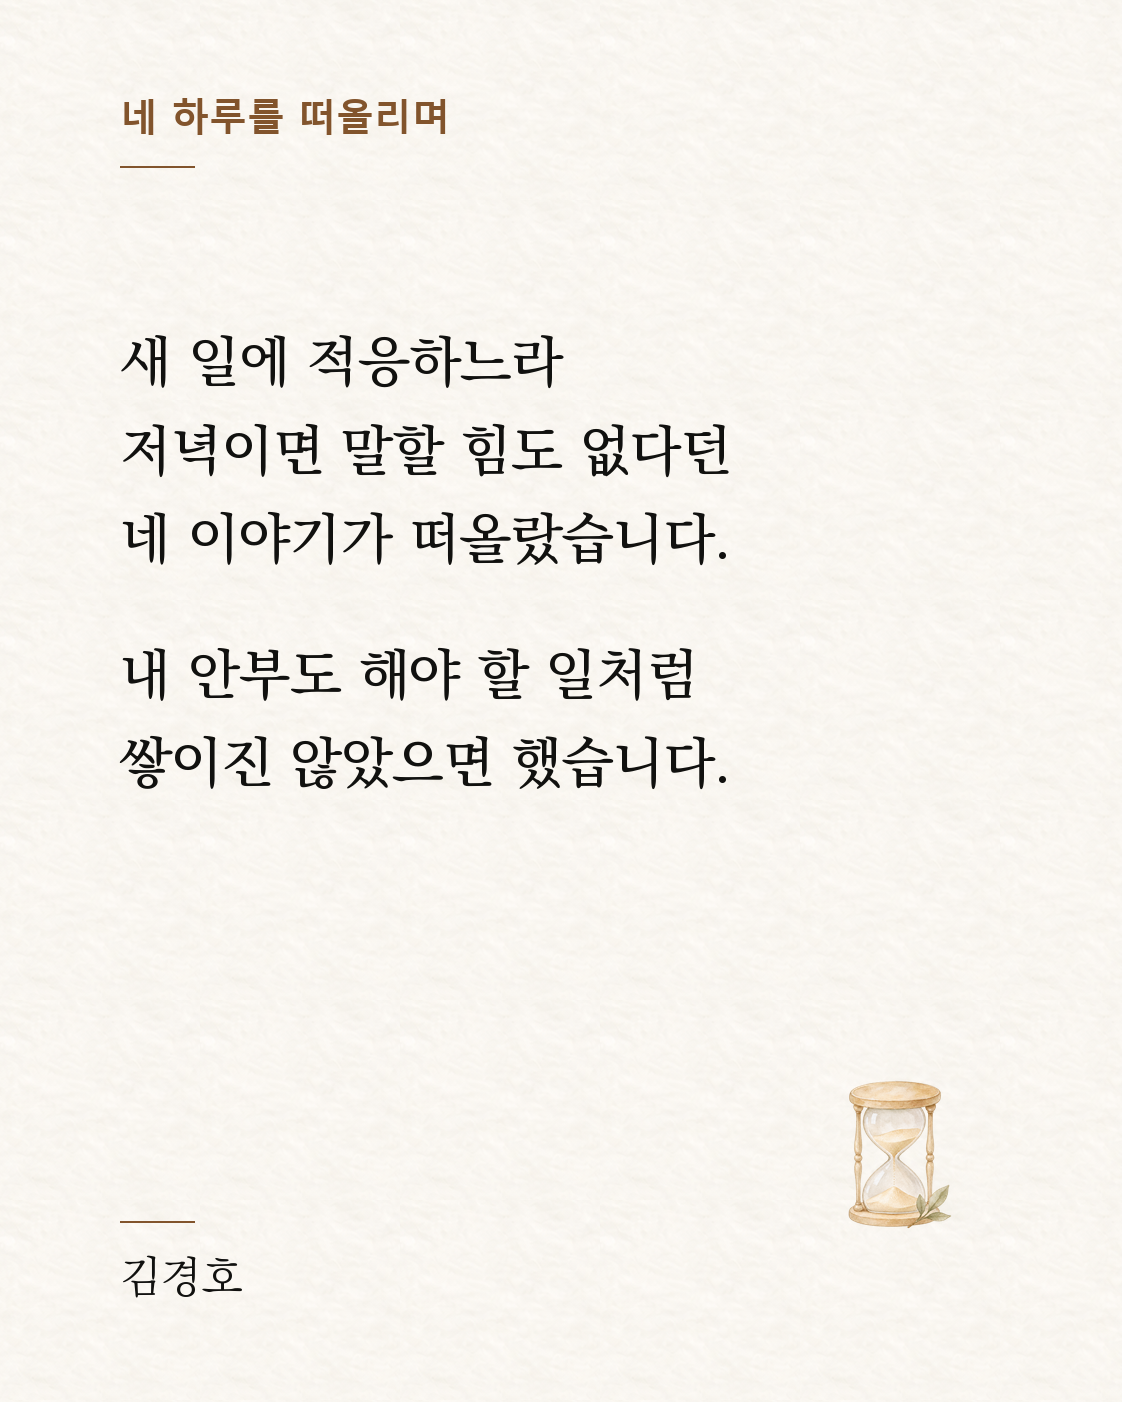 네 하루를 떠올리며
새 일에 적응하느라
저녁이면 말할 힘도 없다던
네 이야기가 떠올랐습니다.
내 안부도 해야 할 일처럼
쌓이진 않았으면 했습니다.
김경호